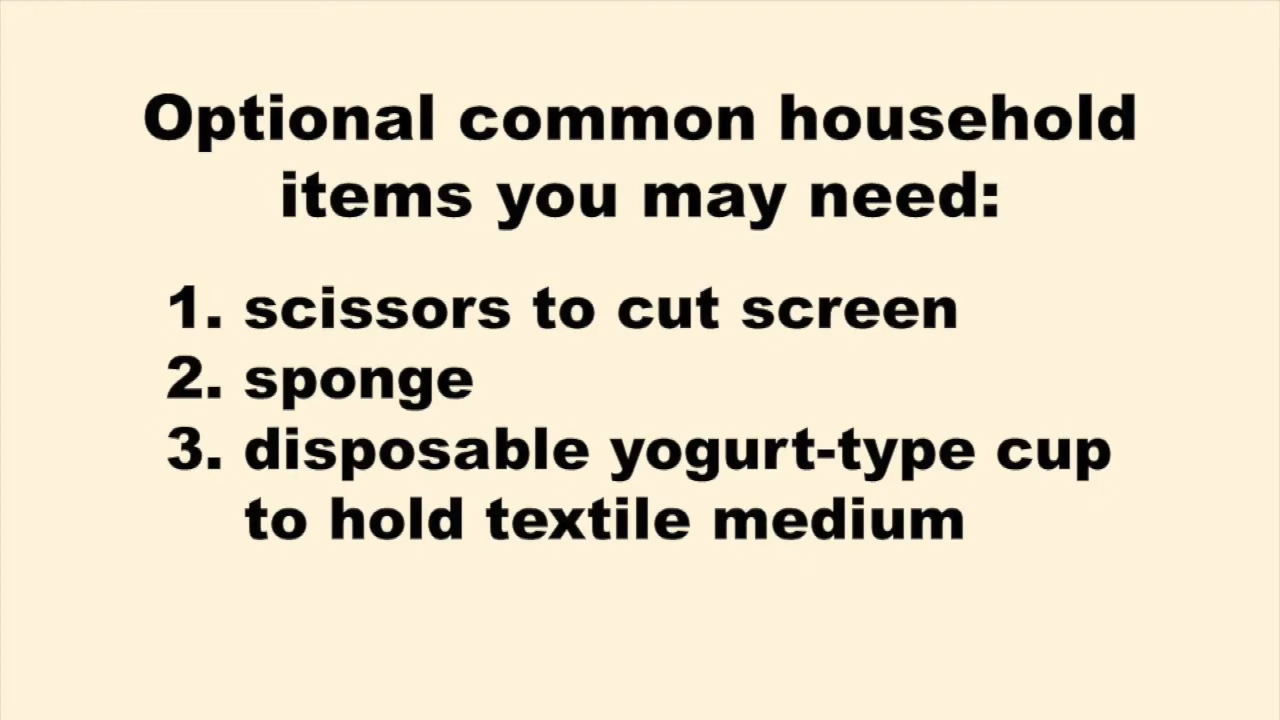 Optional common household
items you may need:
1. scissors to cut screen
2. sponge
3. disposable yogurt-type cup
to hold textile medium